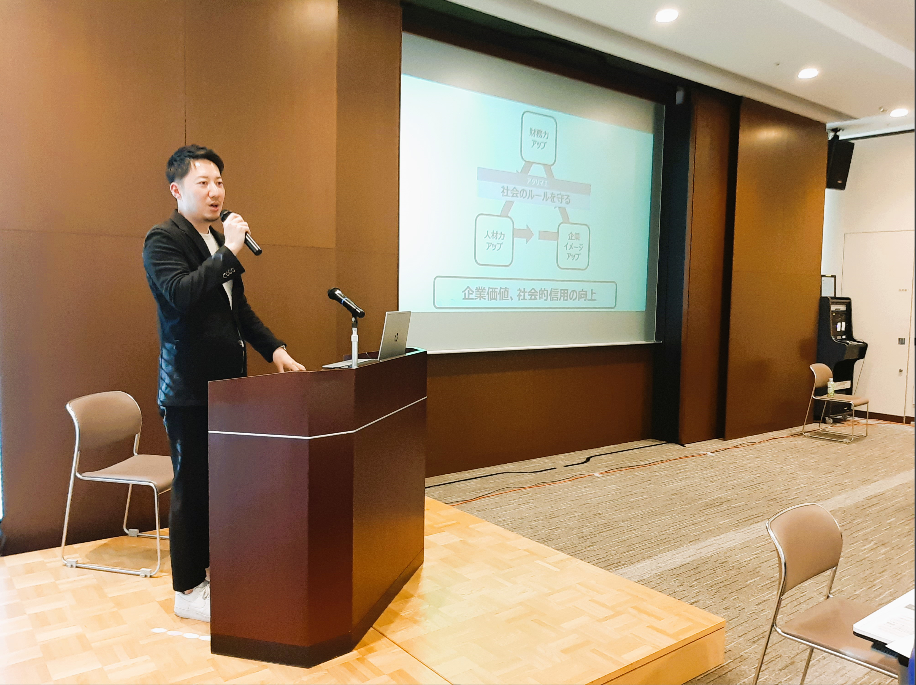 財務力
アップ
社会のルールを守る
人材力
アップ
企業
イメージ
アップ
企業価値、社会的信用の向上